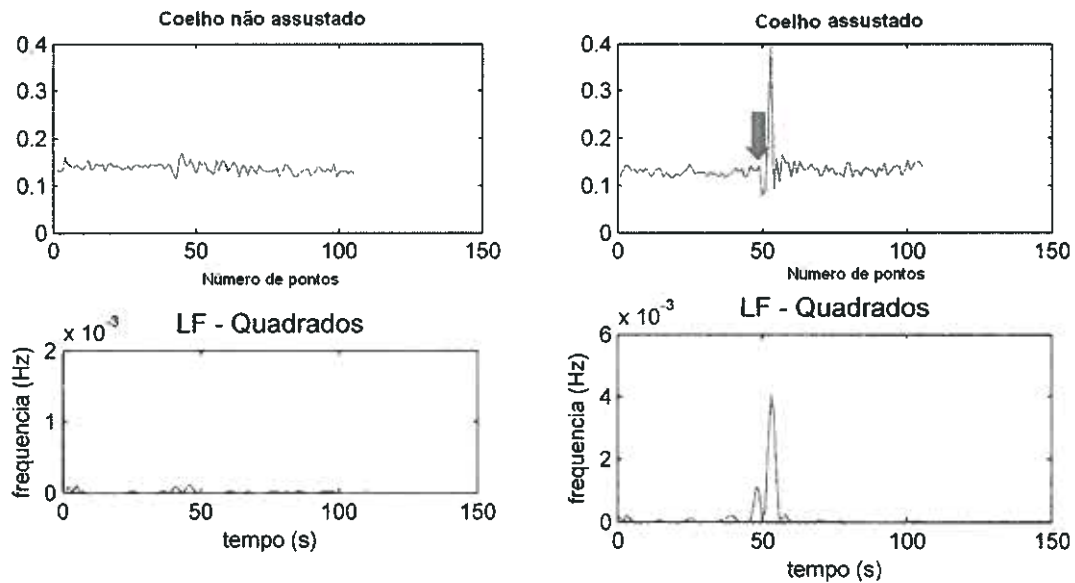 Coelho não assustado
0.4
0.3
0.2
0.1
0
0 50 100 150
Número de pontos
Coelho assustado
0.4
0.3
0.2
0.1
0
0 50 100 150
Numero de pontos
x 10⁻³ LF - Quadrados
2
1
0
frequencia (Hz)
0 50 100 150
tempo (s)
x 10⁻³ LF - Quadrados
6
4
2
0
frequencia (Hz)
0 50 100 150
tempo (s)